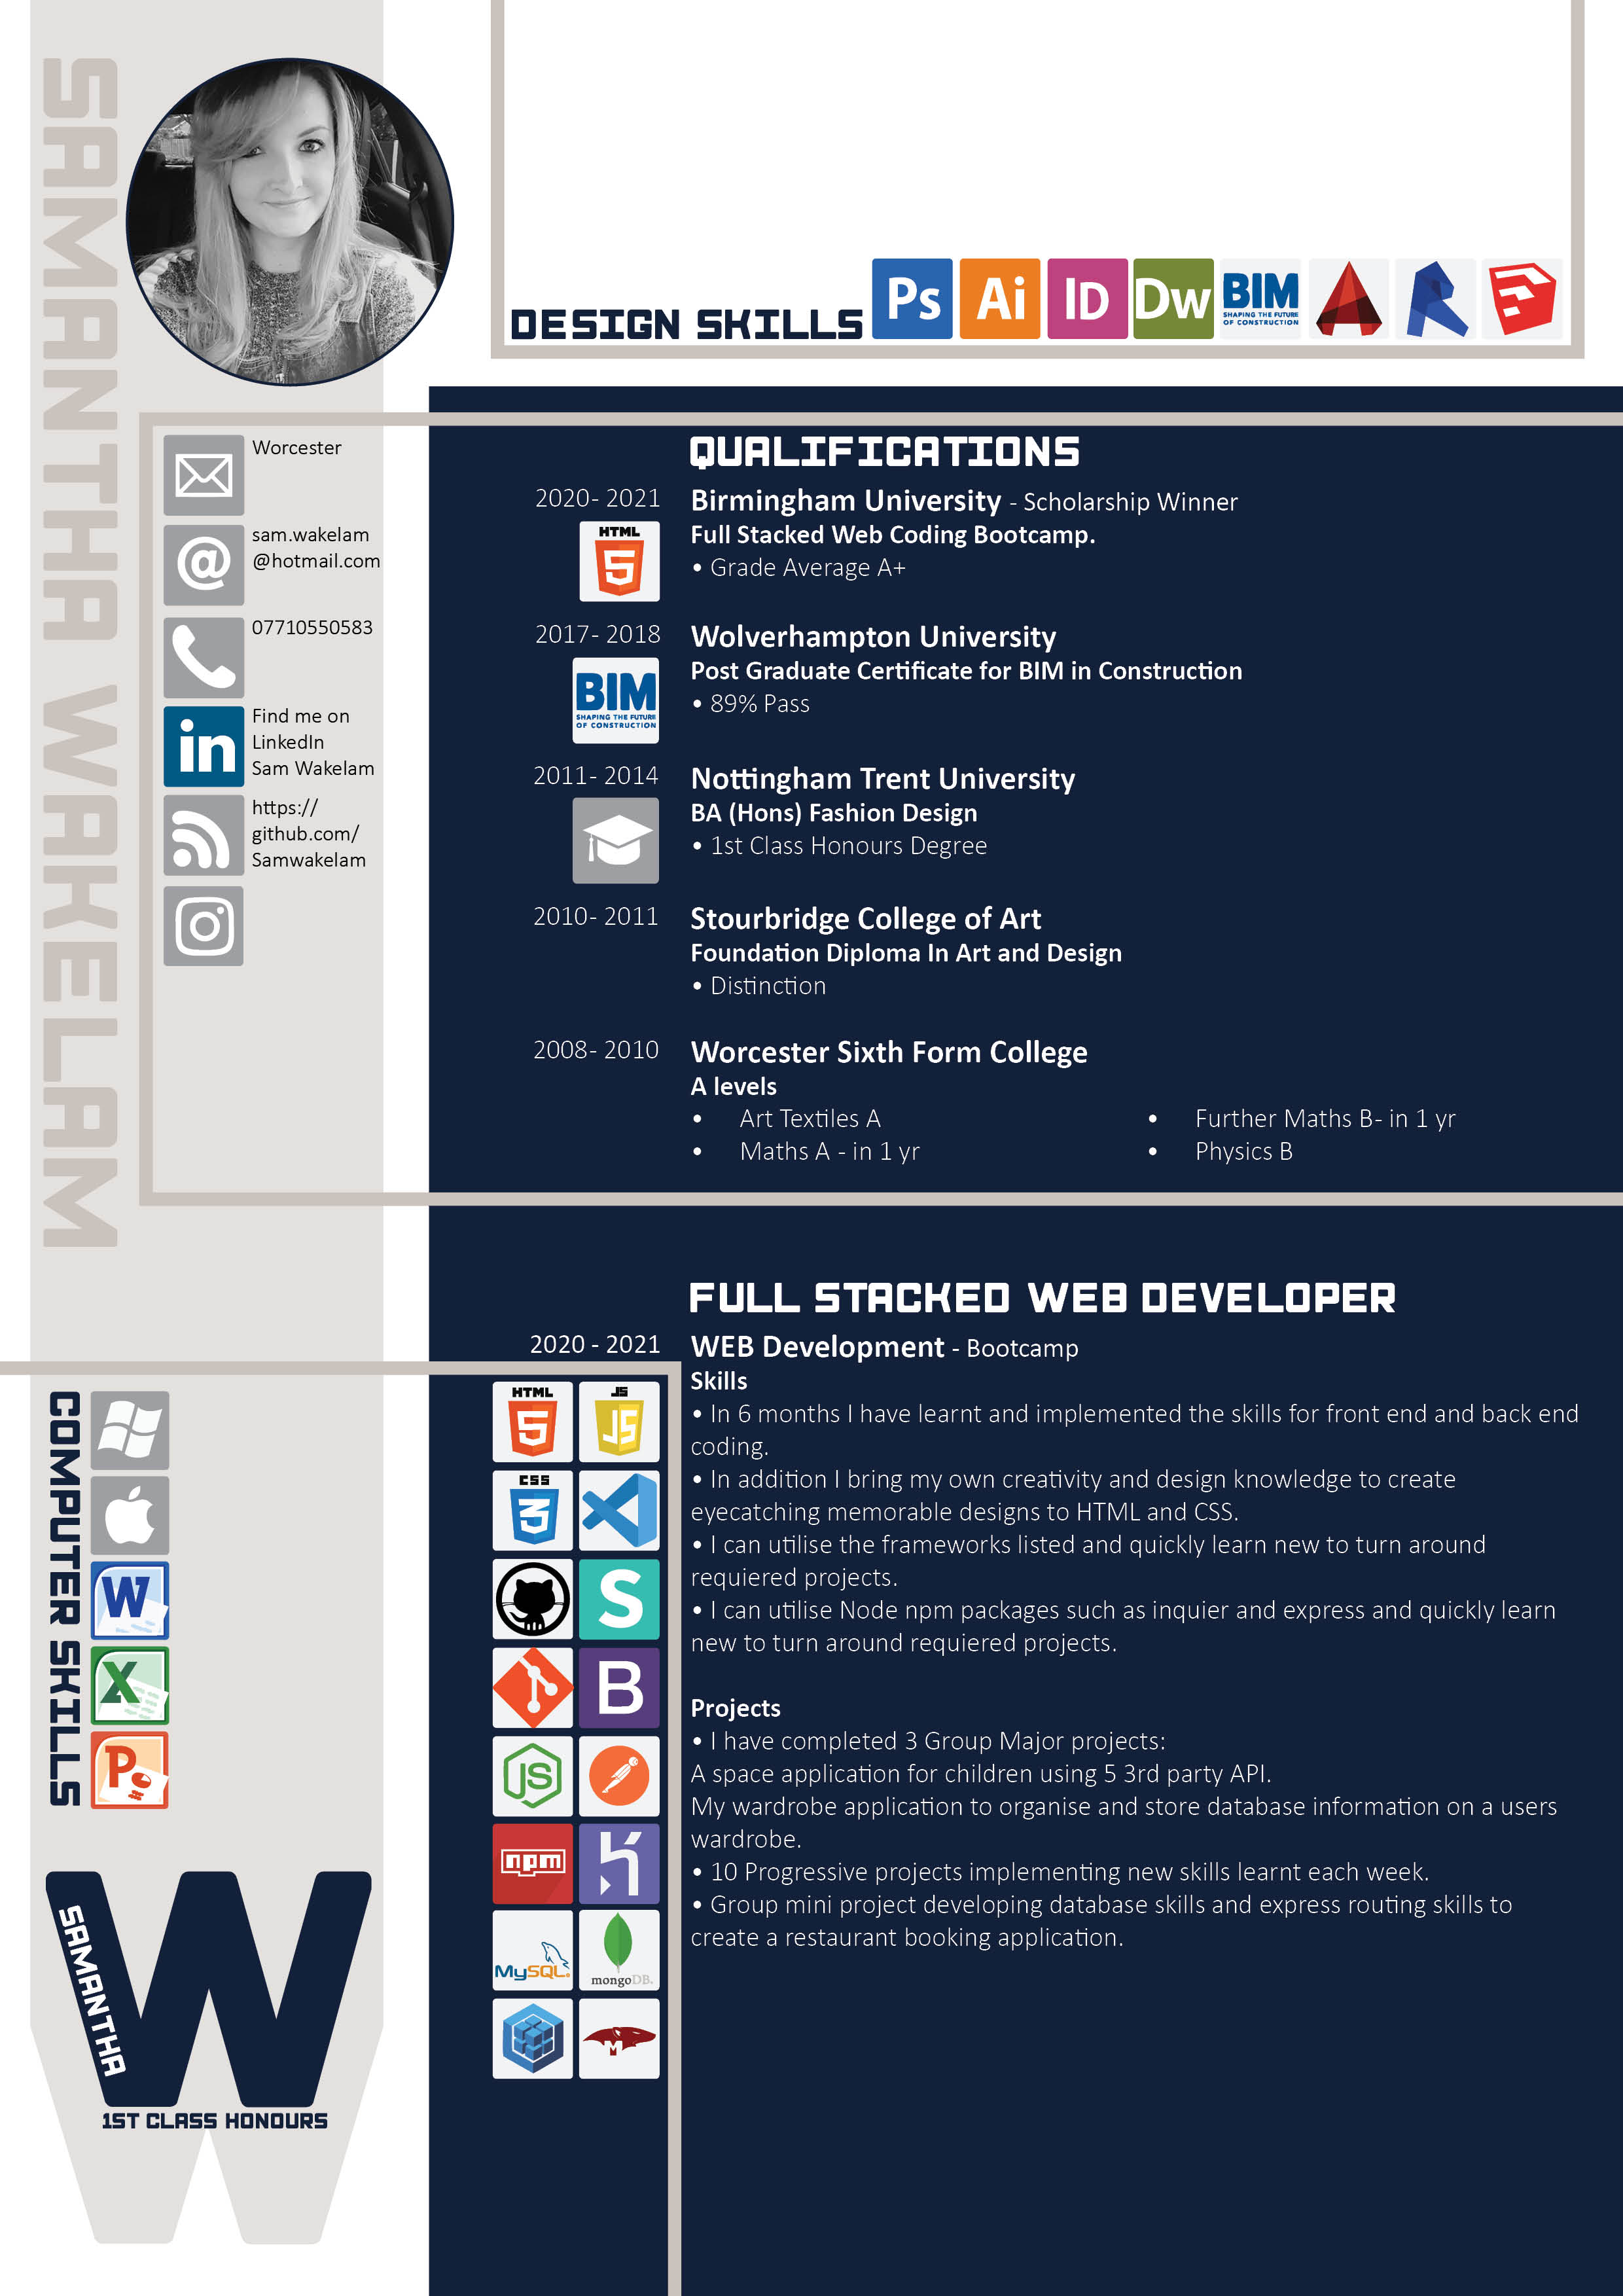 SAMANTHA WAKELAM
DESIGN SKILLS
Ps
Ai
ID
Dw
BIM
SHAPING THE FUTURE
OF CONSTRUCTION
Worcester
sam.wakelam
@hotmail.com
07710550583
in
Find me on
LinkedIn
Sam Wakelam
https://
github.com/
Samwakelam
QUALIFICATIONS
2020- 2021
HTML
5
Birmingham University - Scholarship Winner
Full Stacked Web Coding Bootcamp.
• Grade Average A+
2017- 2018
BIM
SHAPING THE FUTURE
OF CONSTRUCTION
Wolverhampton University
Post Graduate Certificate for BIM in Construction
• 89% Pass
2011- 2014
Nottingham Trent University
BA (Hons) Fashion Design
• 1st Class Honours Degree
2010- 2011
Stourbridge College of Art
Foundation Diploma In Art and Design
• Distinction
2008- 2010
Worcester Sixth Form College
A levels
• Art Textiles A
• Maths A - in 1 yr
• Further Maths B- in 1 yr
• Physics B
FULL STACKED WEB DEVELOPER
2020 - 2021
WEB Development - Bootcamp
Skills
• In 6 months I have learnt and implemented the skills for front end and back end
coding.
• In addition I bring my own creativity and design knowledge to create
eyecatching memorable designs to HTML and CSS.
• I can utilise the frameworks listed and quickly learn new to turn around
requiered projects.
• I can utilise Node npm packages such as inquier and express and quickly learn
new to turn around requiered projects.
Projects
• I have completed 3 Group Major projects:
A space application for children using 5 3rd party API.
My wardrobe application to organise and store database information on a users
wardrobe.
• 10 Progressive projects implementing new skills learnt each week.
• Group mini project developing database skills and express routing skills to
create a restaurant booking application.
HTML
5
JS
JS
CSS
3
S
B
JS
npm
MySQL
mongoDB.
M
COMPUTER SKILLS
W
X
P
SAMANTHA
W
1ST CLASS HONOURS